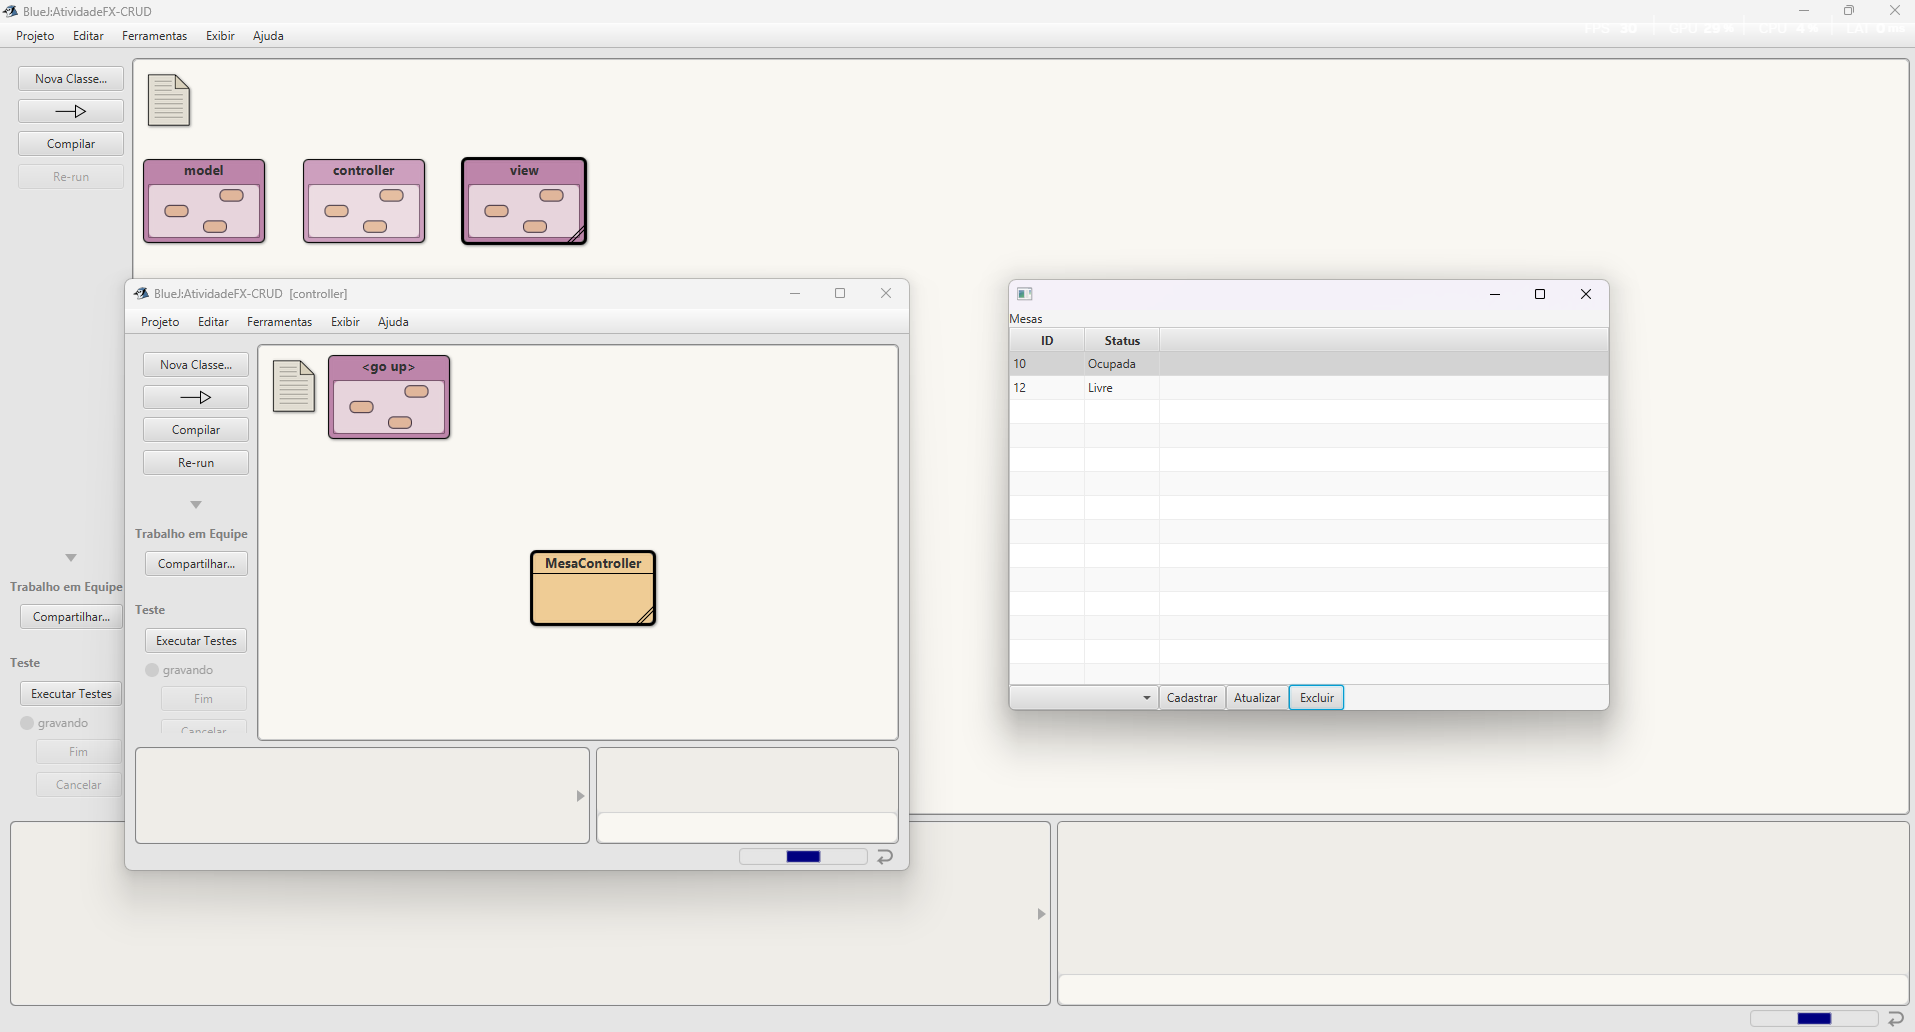 BlueJ:AtividadeFX-CRUD
Projeto Editar Ferramentas Exibir Ajuda
Nova Classe...
Compilar
Re-run
Trabalho em Equipe
Compartilhar...
Teste
Executar Testes
gravando
Fim
Cancelar
model
controller
view
BlueJ:AtividadeFX-CRUD [controller]
Projeto Editar Ferramentas Exibir Ajuda
Nova Classe...
Compilar
Re-run
Trabalho em Equipe
Compartilhar...
Teste
Executar Testes
gravando
Fim
Cancelar
<go up>
MesaController
Mesas
ID Status
10 Ocupada
12 Livre
Cadastrar Atualizar Excluir